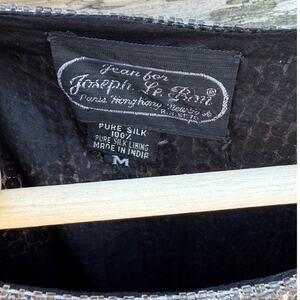 Jean for
Joseph Le Bon ®
Paris Hong Kong New York
PURE SILK
100%
PURE SILK LINING
MADE IN INDIA
M